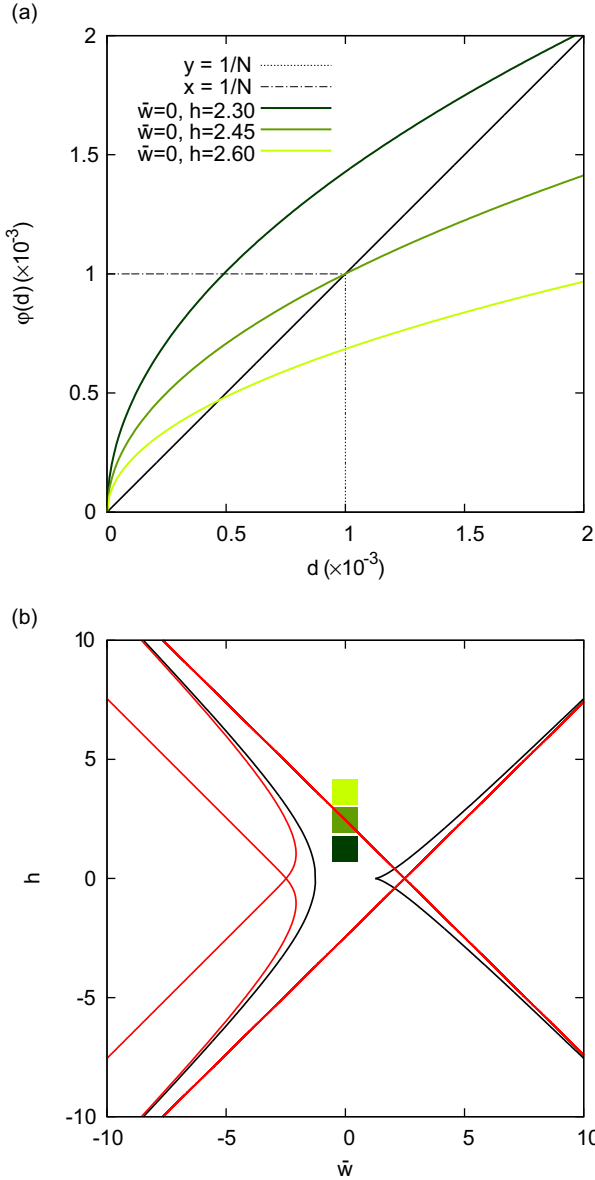 (a)
2
y = 1/N
x = 1/N
w̄=0, h=2.30
w̄=0, h=2.45
w̄=0, h=2.60
1.5
φ(d) (×10⁻³)
1
0.5
0
0 0.5 1 1.5 2
d (×10⁻³)
(b)
10
5
h
0
-5
-10
-10 -5 0 5 10
w̄